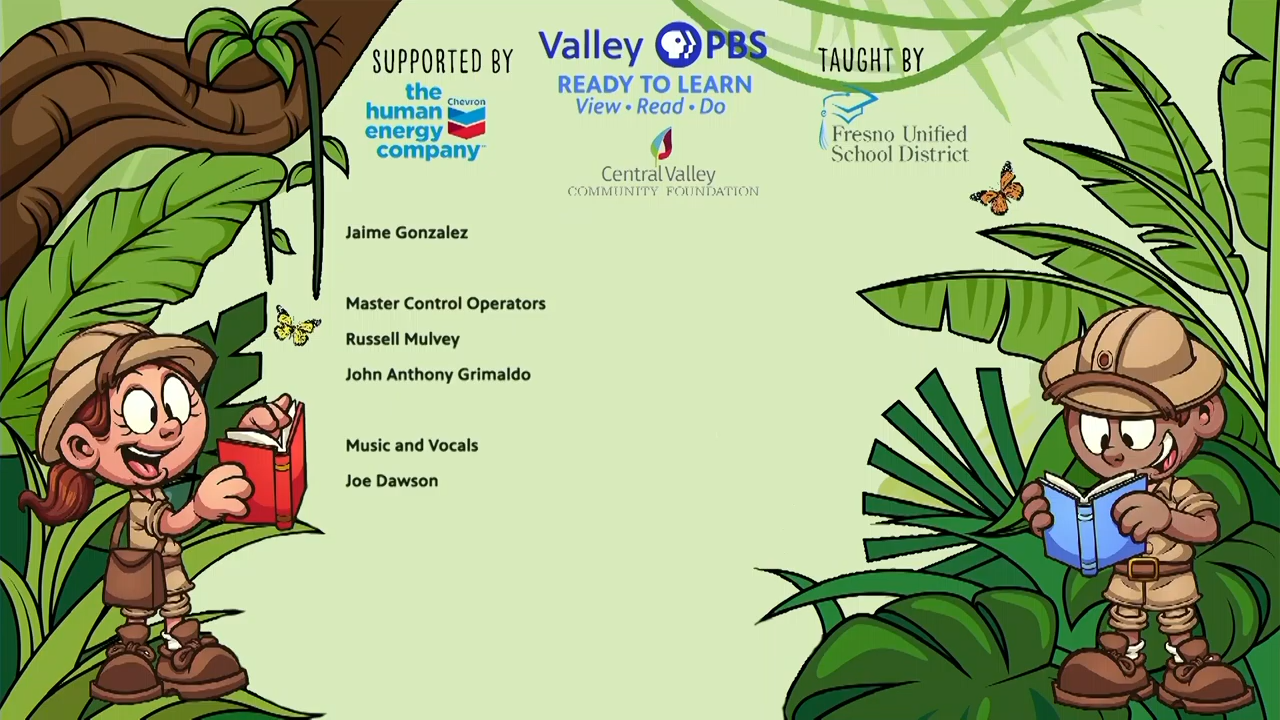 SUPPORTED BY
the
human
energy
company™
Chevron
Valley PBS
READY TO LEARN
View • Read • Do
Central Valley
COMMUNITY FOUNDATION
TAUGHT BY
Fresno Unified
School District
Jaime Gonzalez
Master Control Operators
Russell Mulvey
John Anthony Grimaldo
Music and Vocals
Joe Dawson